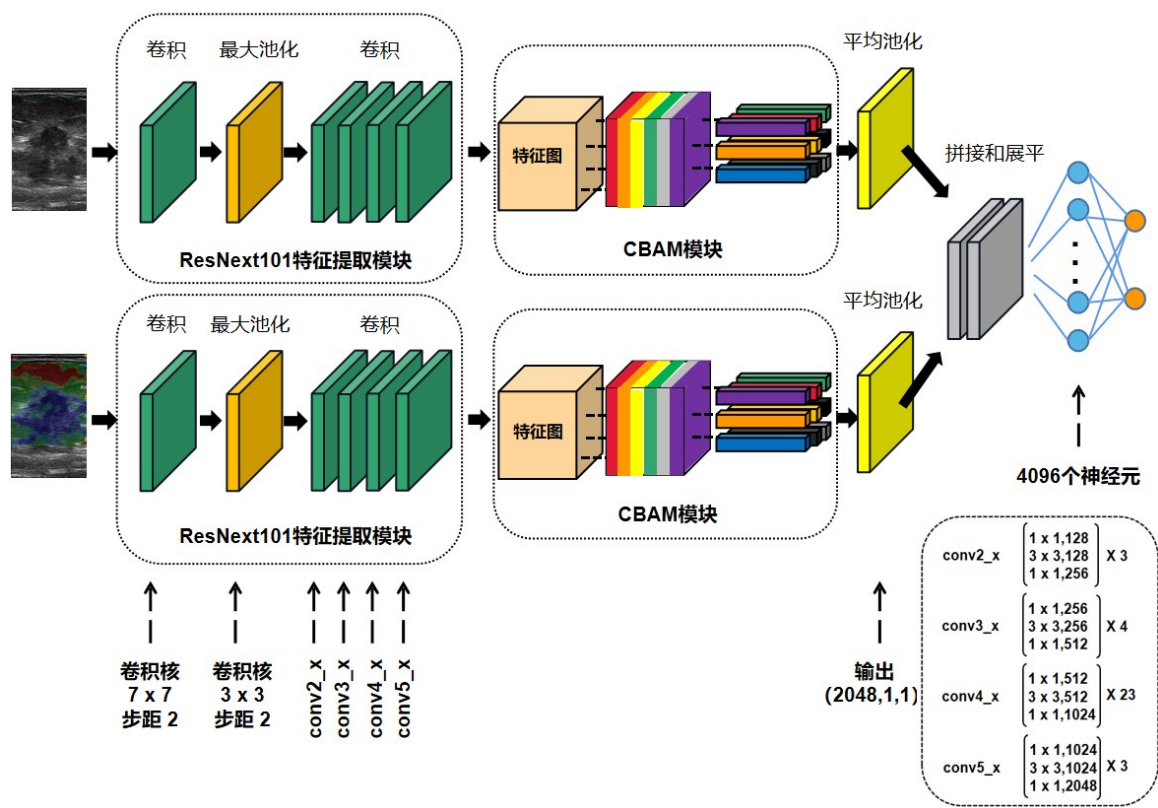 卷积
最大池化
卷积
平均池化
特征图
拼接和展平
ResNext101特征提取模块
CBAM模块
卷积
最大池化
卷积
平均池化
特征图
4096个神经元
ResNext101特征提取模块
CBAM模块
卷积核
7 x 7
步距 2
卷积核
3 x 3
步距 2
conv2_x
conv3_x
conv4_x
conv5_x
输出
(2048,1,1)
conv2_x
1 x 1,128
3 x 3,128
1 x 1,256
X 3
conv3_x
1 x 1,256
3 x 3,256
1 x 1,512
X 4
conv4_x
1 x 1,512
3 x 3,512
1 x 1,1024
X 23
conv5_x
1 x 1,1024
3 x 3,1024
1 x 1,2048
X 3